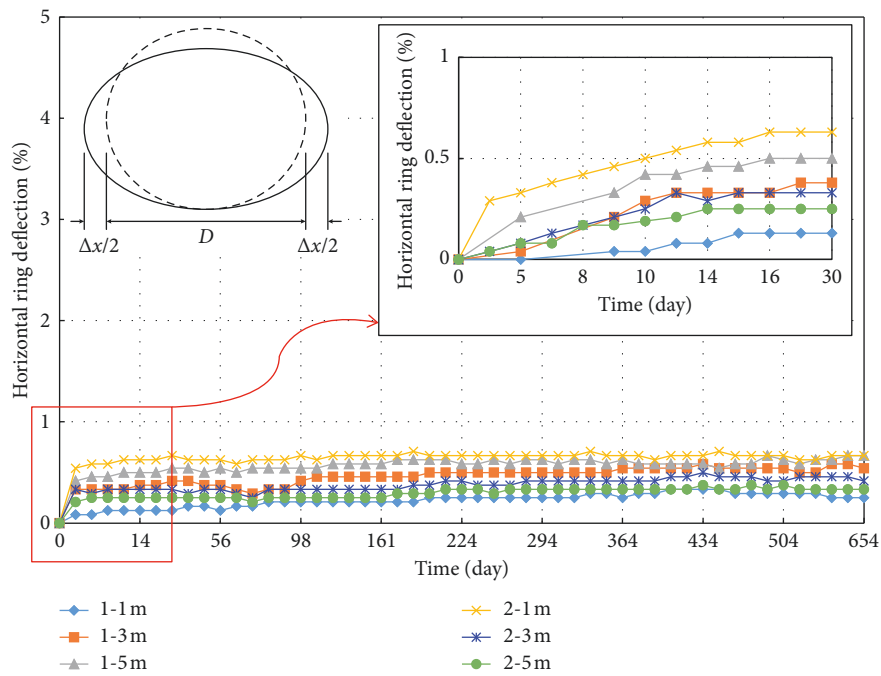 Horizontal ring deflection (%)
5
4
3
2
1
0
Δx/2
D
Δx/2
Horizontal ring deflection (%)
1
0.5
0
0 5 8 10 14 16 30
Time (day)
0 14 56 98 161 224 294 364 434 504 654
Time (day)
1-1 m
1-3 m
1-5 m
2-1 m
2-3 m
2-5 m